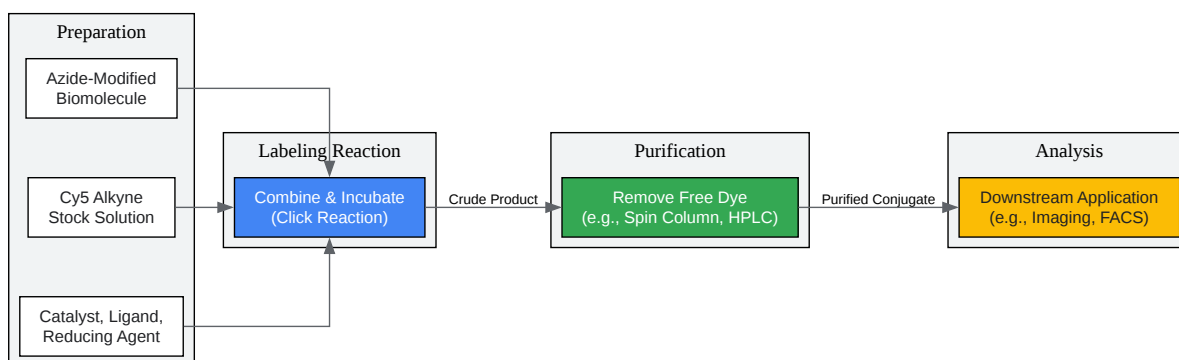 Preparation
Azide-Modified
Biomolecule
Cy5 Alkyne
Stock Solution
Catalyst, Ligand,
Reducing Agent
Labeling Reaction
Combine & Incubate
(Click Reaction)
Crude Product
Purification
Remove Free Dye
(e.g., Spin Column, HPLC)
Purified Conjugate
Analysis
Downstream Application
(e.g., Imaging, FACS)